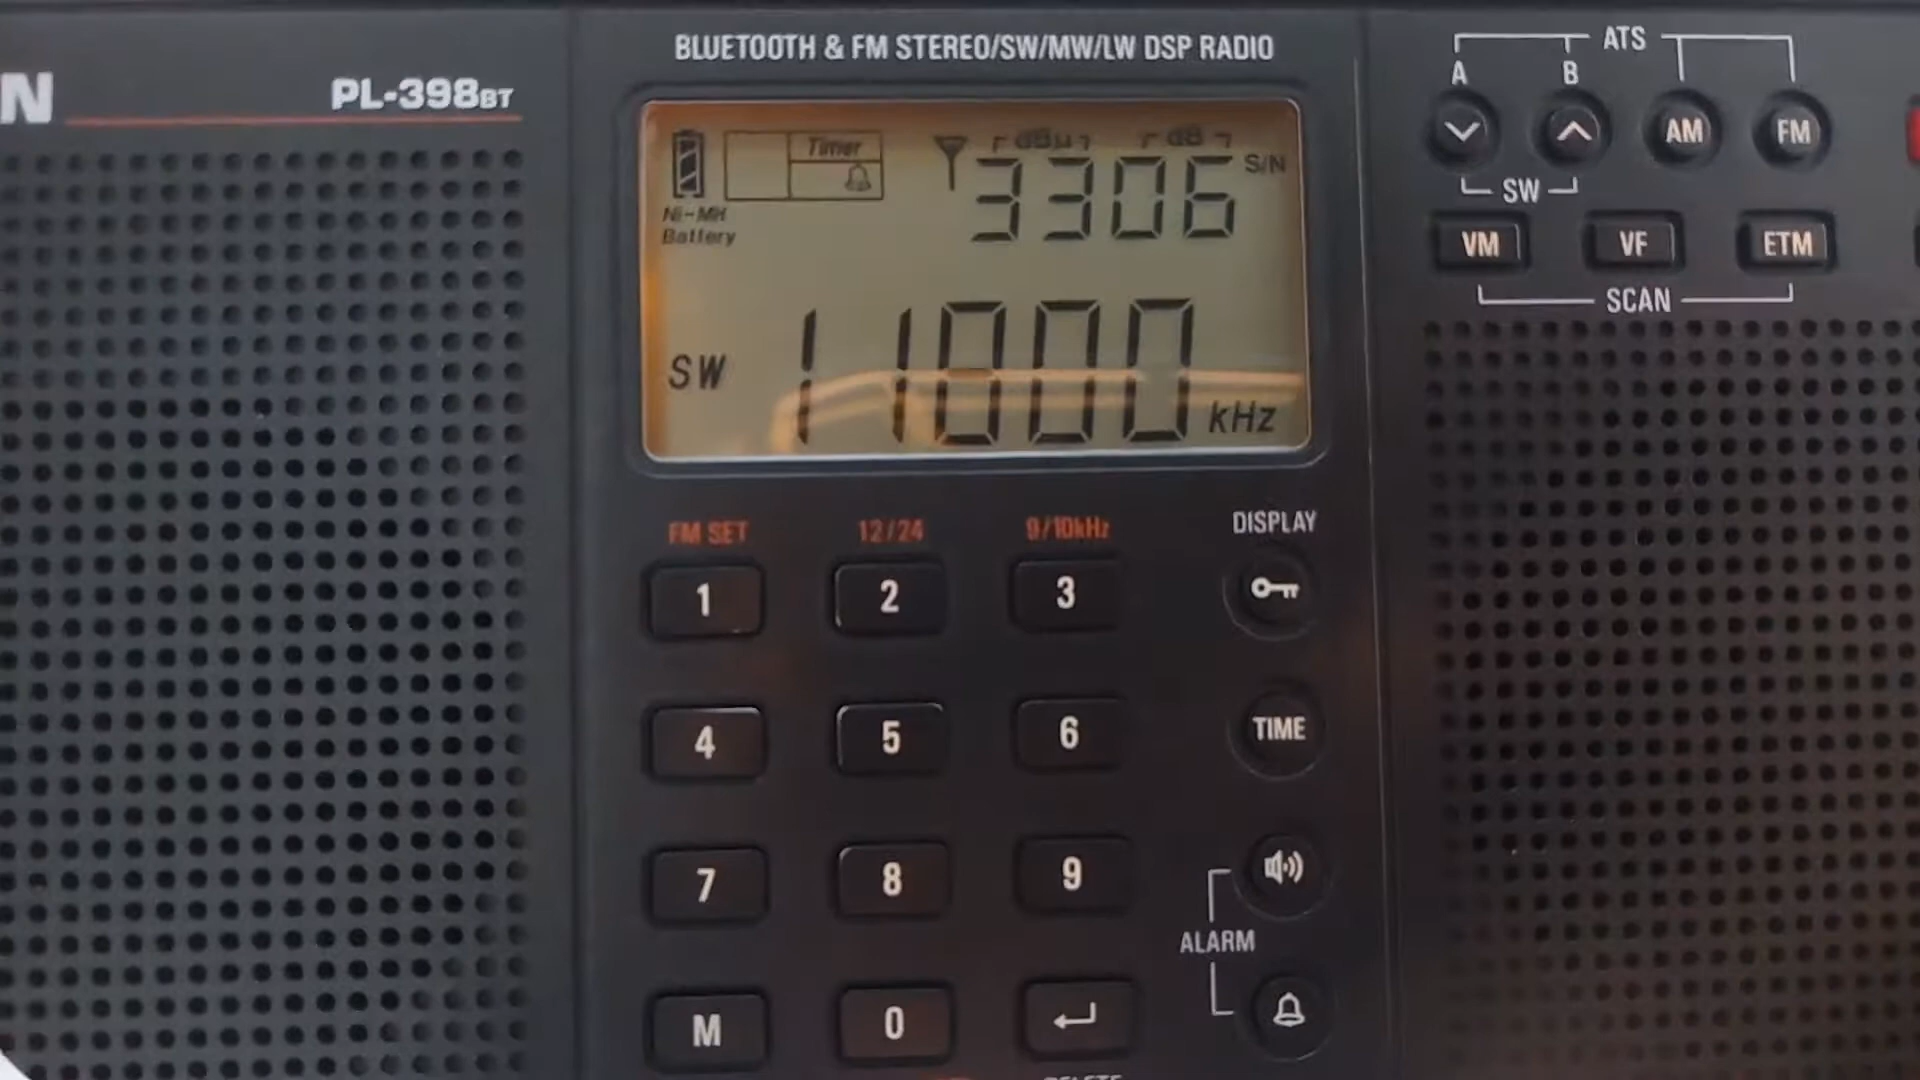 BLUETOOTH & FM STEREO/SW/MW/LW DSP RADIO
N PL-398BT
Timer
dBµ dB
3306 S/N
Ni-MH
Battery
SW 11800 kHz
ATS
A B
AM FM
SW
VM VF ETM
SCAN
FM SET 12/24 9/10kHz DISPLAY
1 2 3
4 5 6 TIME
7 8 9
ALARM
M 0